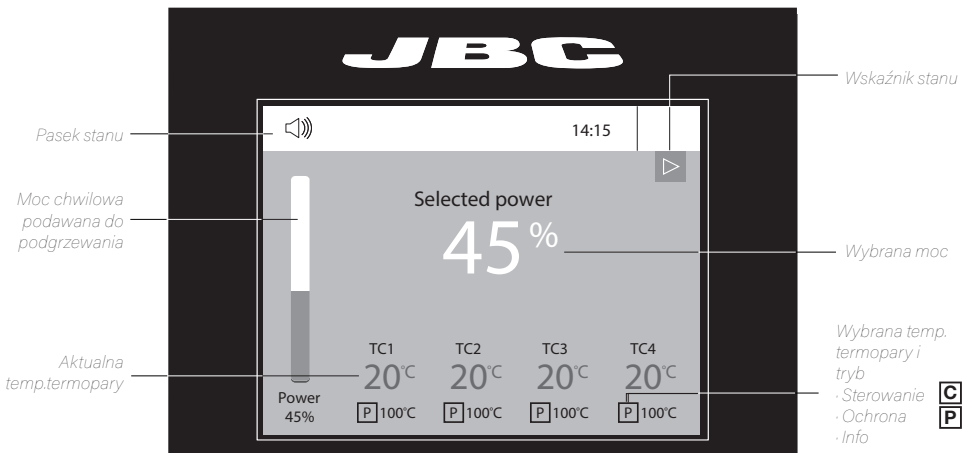 JBC
Wskaźnik stanu
Pasek stanu
14:15
Moc chwilowa
podawana do
podgrzewania
Selected power
45 %
Wybrana moc
Aktualna
temp.termopary
TC1 TC2 TC3 TC4
20°C 20°C 20°C 20°C
Power
45%
P 100°C P 100°C P 100°C P 100°C
Wybrana temp.
termopary i
tryb
· Sterowanie C
· Ochrona P
· Info